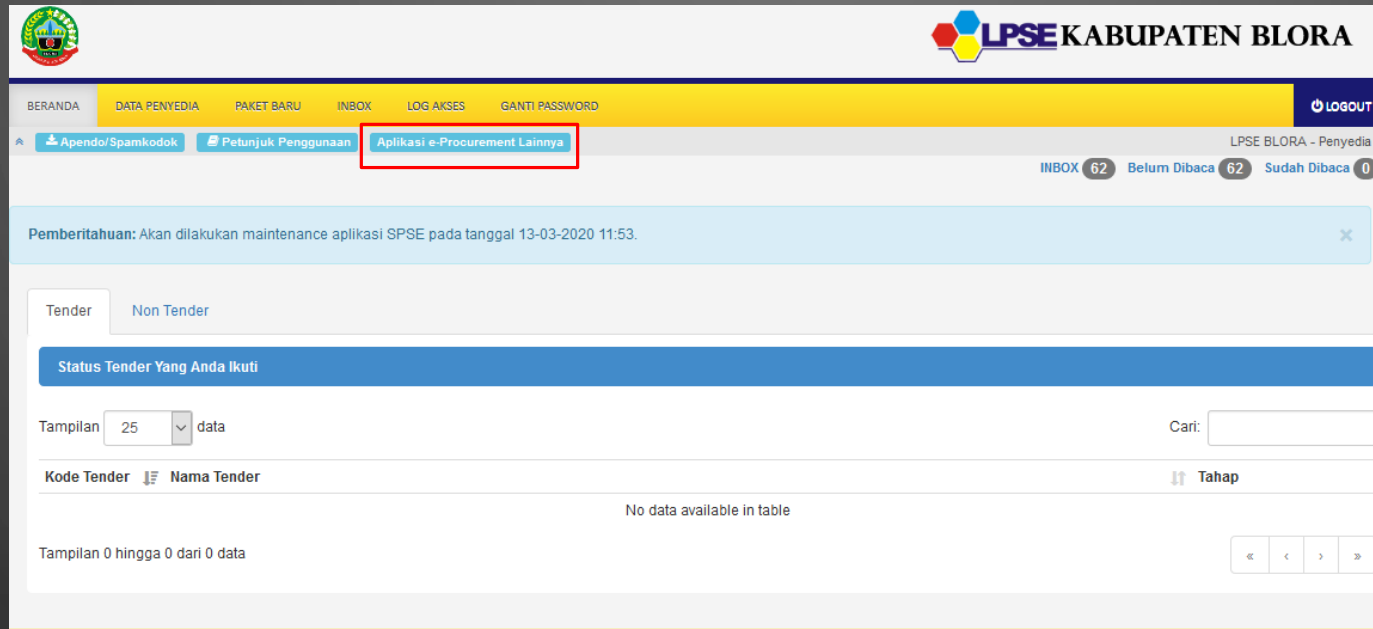 LPSE KABUPATEN BLORA
BERANDA DATA PENYEDIA PAKET BARU INBOX LOG AKSES GANTI PASSWORD LOGOUT
Apendo/Spamkodok Petunjuk Penggunaan Aplikasi e-Procurement Lainnya LPSE BLORA - Penyedia
INBOX 62 Belum Dibaca 62 Sudah Dibaca 0
Pemberitahuan: Akan dilakukan maintenance aplikasi SPSE pada tanggal 13-03-2020 11:53. ×
Tender Non Tender
Status Tender Yang Anda Ikuti
Tampilan 25 data Cari:
Kode Tender Nama Tender Tahap
No data available in table
Tampilan 0 hingga 0 dari 0 data « ‹ › »